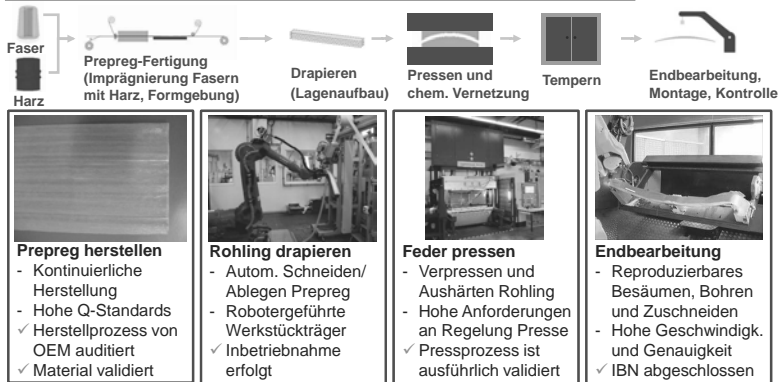 Faser
Harz
Prepreg-Fertigung
(Imprägnierung Fasern
mit Harz, Formgebung)
Drapieren
(Lagenaufbau)
Pressen und
chem. Vernetzung
Tempern
Endbearbeitung,
Montage, Kontrolle
Prepreg herstellen
- Kontinuierliche
Herstellung
- Hohe Q-Standards
✓ Herstellprozess von
OEM auditiert
✓ Material validiert
Rohling drapieren
- Autom. Schneiden/
Ablegen Prepreg
- Robotergeführte
Werkstückträger
✓ Inbetriebnahme
erfolgt
Feder pressen
- Verpressen und
Aushärten Rohling
- Hohe Anforderungen
an Regelung Presse
✓ Pressprozess ist
ausführlich validiert
Endbearbeitung
- Reproduzierbares
Besäumen, Bohren
und Zuschneiden
- Hohe Geschwindigk.
und Genauigkeit
✓ IBN abgeschlossen